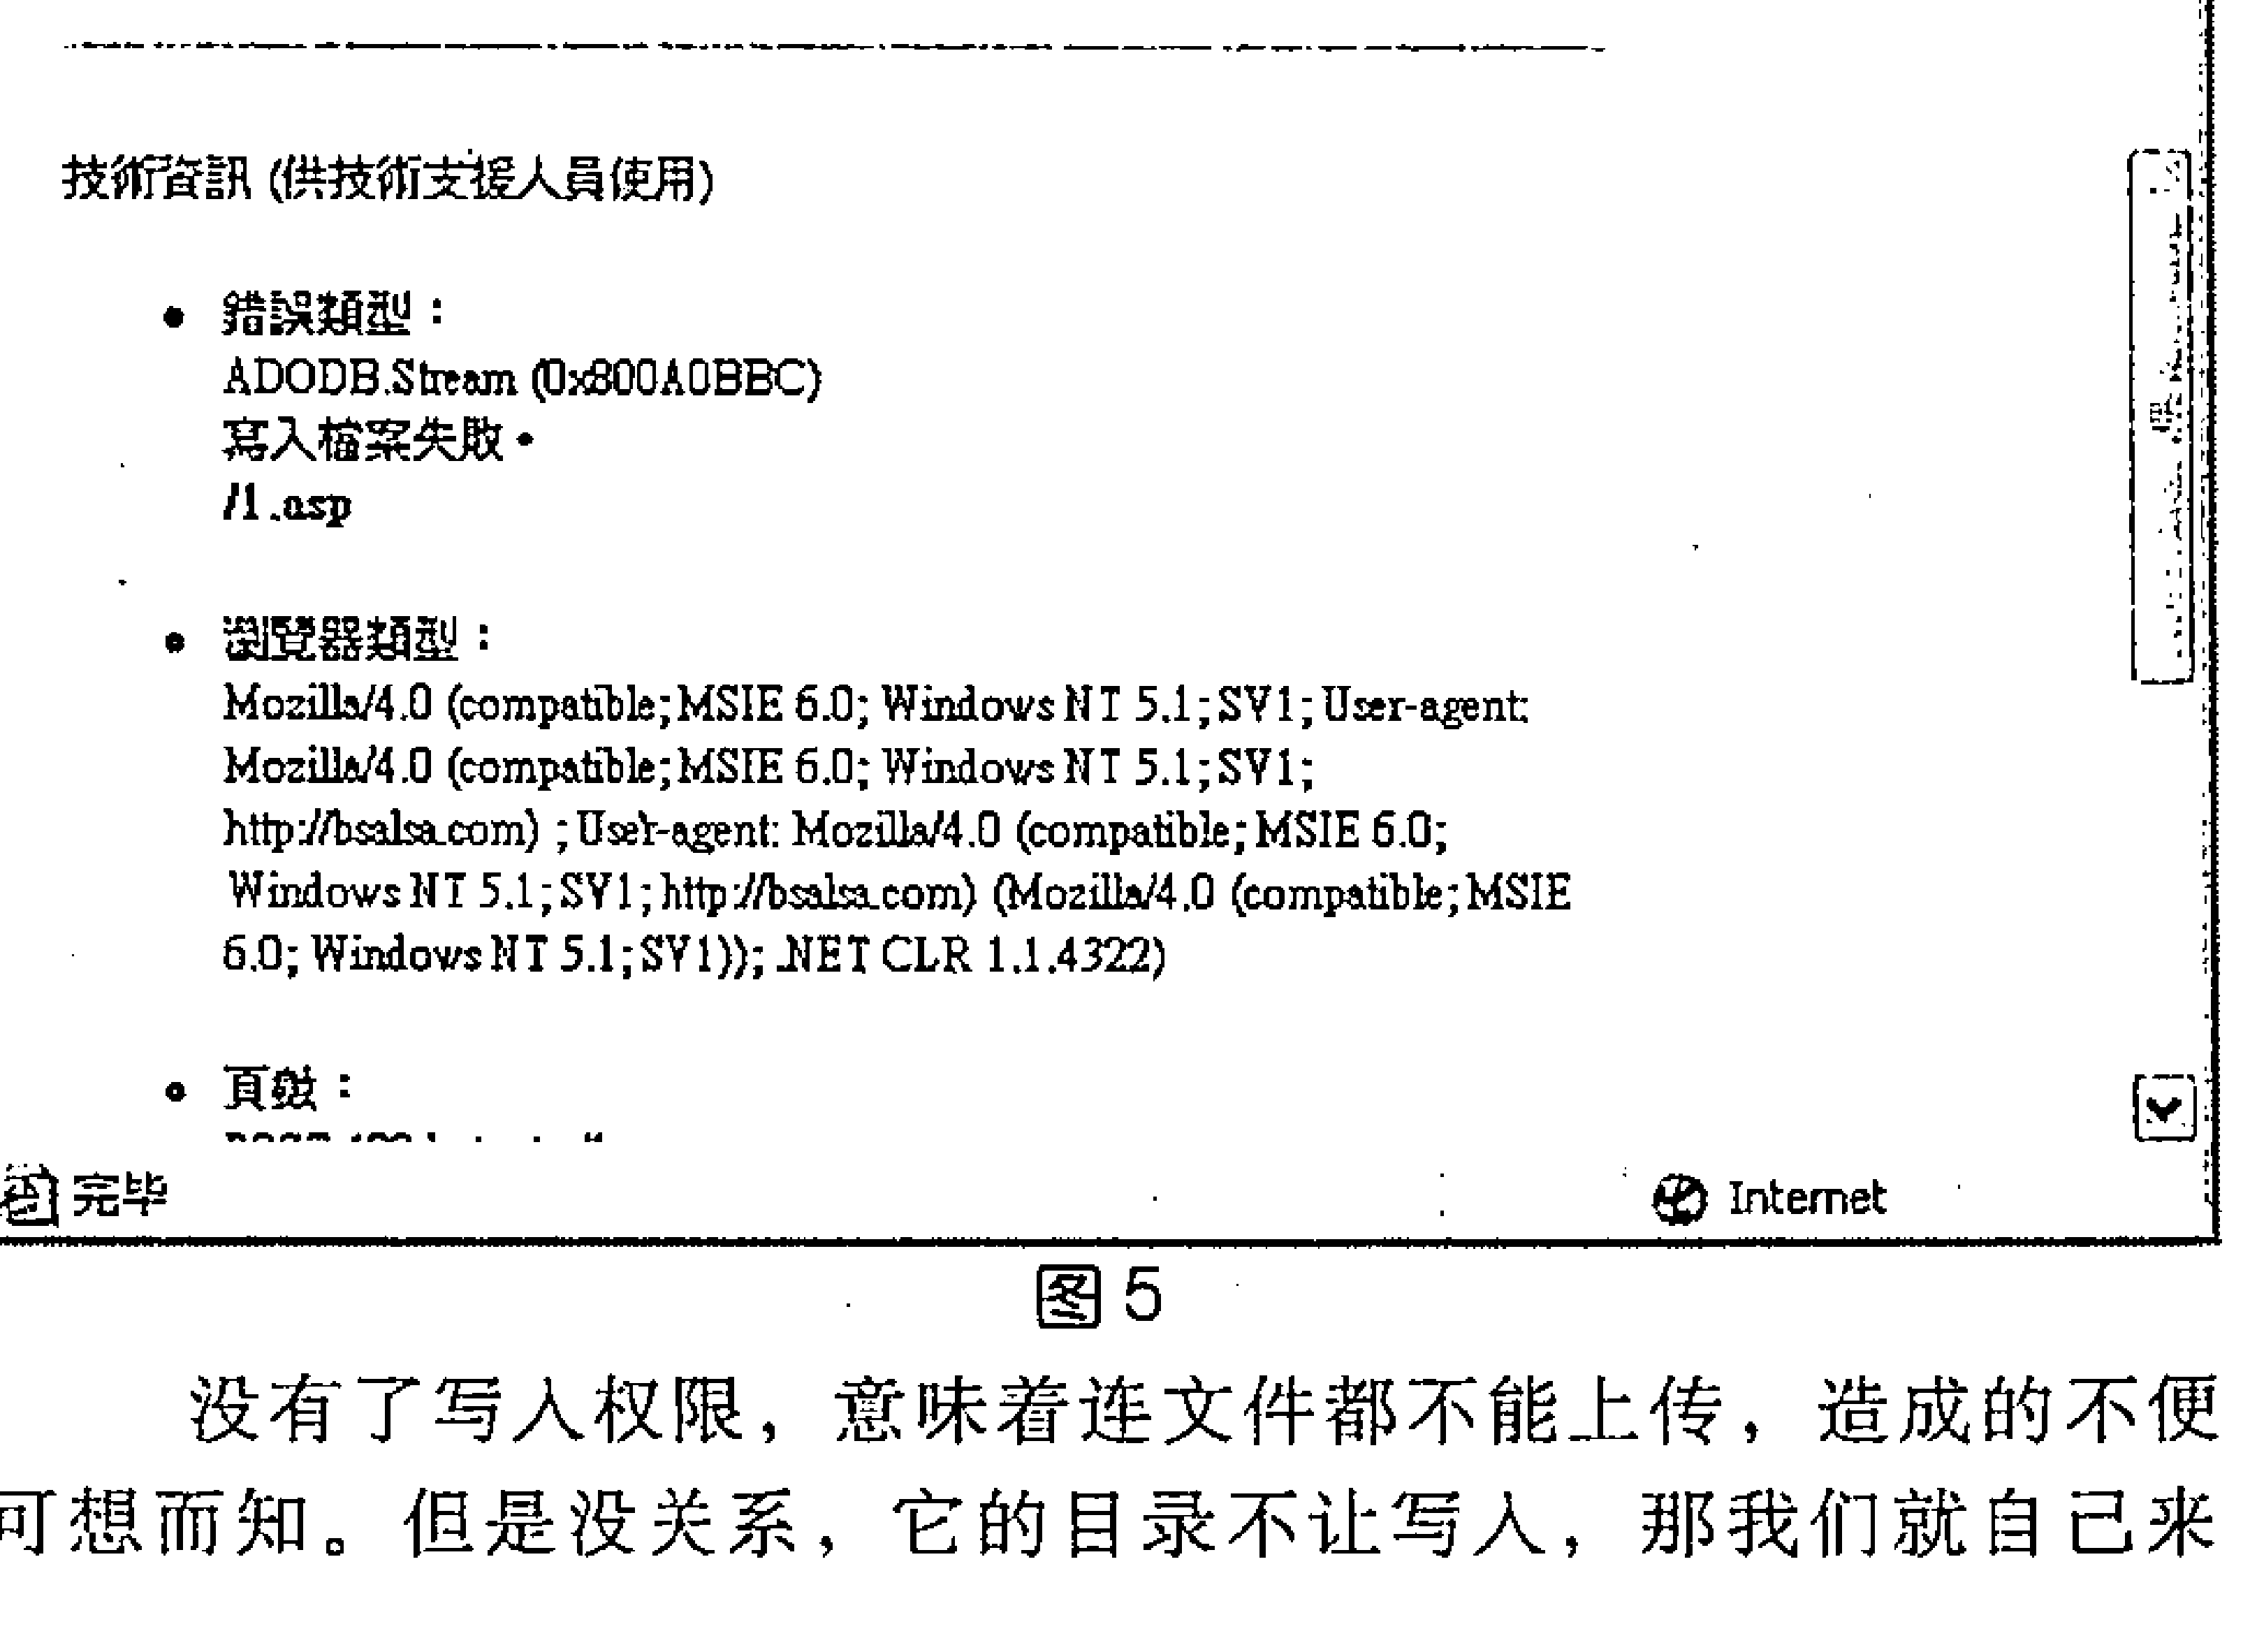 技術資訊 (供技術支援人員使用)
• 錯誤類型：
ADODB.Stream (0x800A0BBC)
寫入檔案失敗。
/1.asp
• 瀏覽器類型：
Mozilla/4.0 (compatible; MSIE 6.0; Windows NT 5.1; SV1; User-agent:
Mozilla/4.0 (compatible; MSIE 6.0; Windows NT 5.1; SV1;
http://bsalsa.com) ; User-agent: Mozilla/4.0 (compatible; MSIE 6.0;
Windows NT 5.1; SV1; http://bsalsa.com) (Mozilla/4.0 (compatible; MSIE
6.0; Windows NT 5.1; SV1)); .NET CLR 1.1.4322)
• 頁數：
完毕
Internet
图 5
没有了写入权限，意味着连文件都不能上传，造成的不便
可想而知。但是没关系，它的目录不让写入，那我们就自己来